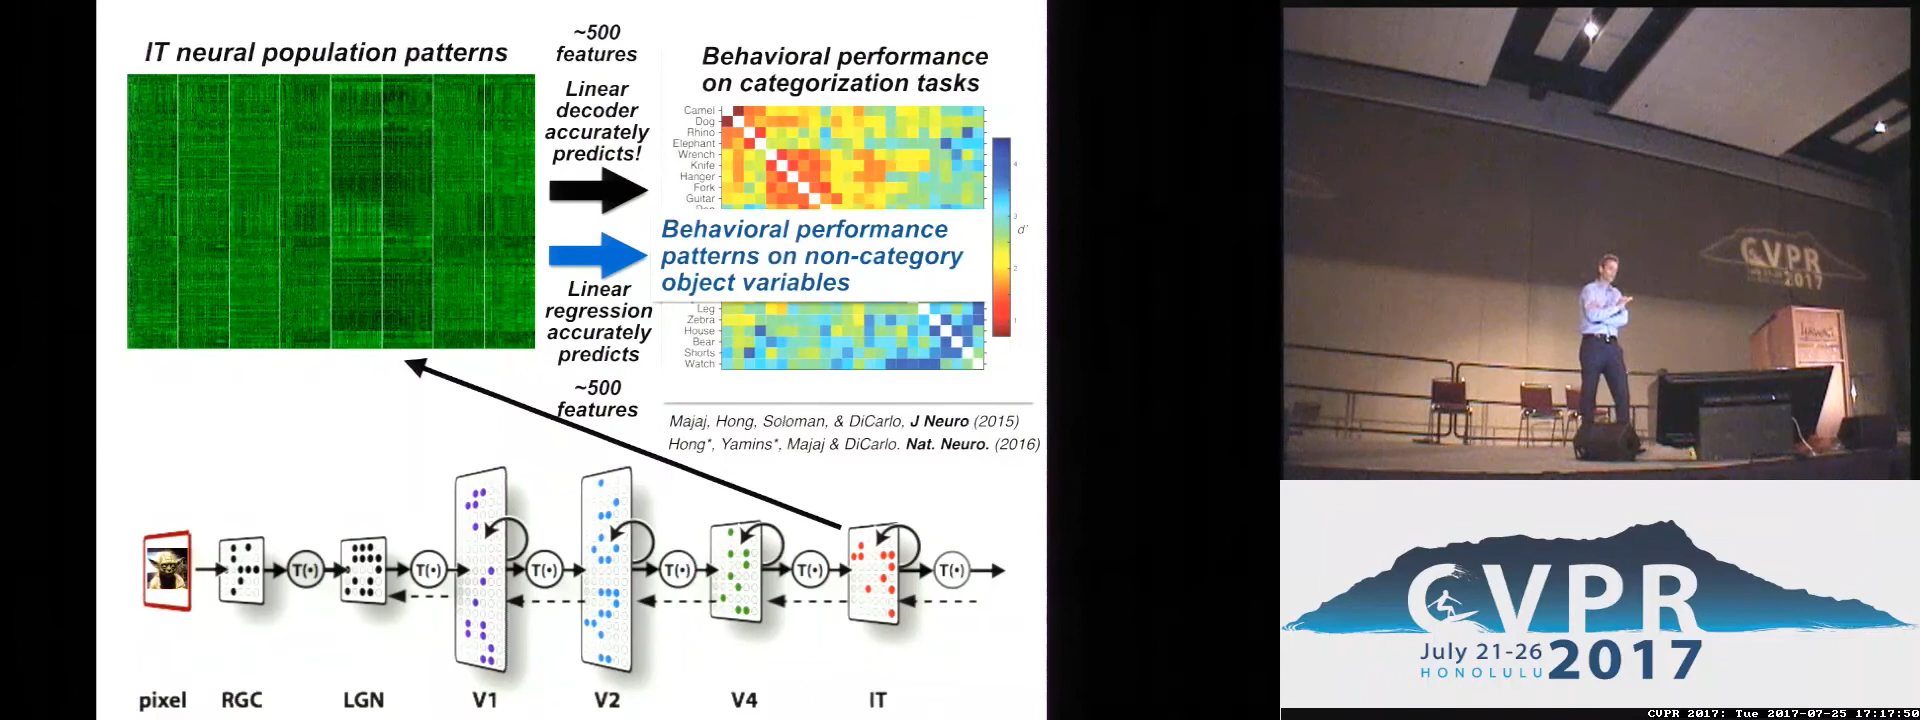 IT neural population patterns
~500
features
Linear
decoder
accurately
predicts!
Linear
regression
accurately
predicts
~500
features
Behavioral performance
on categorization tasks
Camel
Dog
Rhino
Elephant
Wrench
Knife
Hanger
Fork
Guitar
Behavioral performance
patterns on non-category
object variables
Leg
Zebra
House
Bear
Shorts
Watch
4
3
d'
2
1
Majaj, Hong, Soloman, & DiCarlo, J Neuro (2015)
Hong*, Yamins*, Majaj & DiCarlo. Nat. Neuro. (2016)
T(•)
T(•)
T(•)
T(•)
T(•)
T(•)
pixel
RGC
LGN
V1
V2
V4
IT
CVPR
2017
CVPR
July 21-26
HONOLULU
2017
CVPR 2017: Tue 2017-07-25 17:17:50